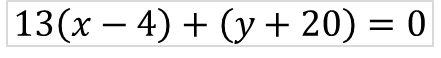 13(x − 4) + (y + 20) = 0